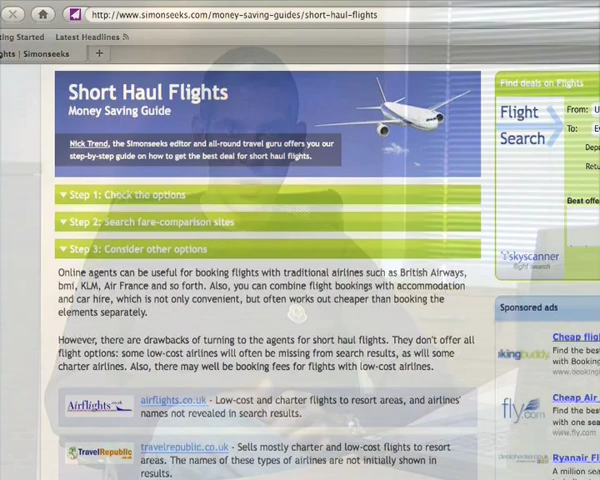 http://www.simonseeks.com/money-saving-guides/short-haul-flights
ting Started Latest Headlines
ghts | Simonseeks
Short Haul Flights
Money Saving Guide
Nick Trend, the Simonseeks editor and all-round travel guru offers you our
step-by-step guide on how to get the best deal for short haul flights.
Step 1: Check the options
Step 2: Search fare-comparison sites
Step 3: Consider other options
Online agents can be useful for booking flights with traditional airlines such as British Airways,
bmi, KLM, Air France and so forth. Also, you can combine flight bookings with accommodation
and car hire, which is not only convenient, but often works out cheaper than booking the
elements separately.
However, there are drawbacks of turning to the agents for short haul flights. They don't offer all
flight options: some low-cost airlines will often be missing from search results, as will some
charter airlines. Also, there may well be booking fees for flights with low-cost airlines.
Airflights.co.uk
airflights.co.uk - Low-cost and charter flights to resort areas, and airlines'
names not revealed in search results.
TravelRepublic.co.uk
travelrepublic.co.uk - Sells mostly charter and low-cost flights to resort
areas. The names of these types of airlines are not initially shown in
results.
Find deals on Flights
Flight
Search
From: U
To: E
Depa
Retu
Best offer
skyscanner
flight search
Sponsored ads
kingbuddy
Cheap fligh
Find the bes
with Booking
www.booking
fly.com
Cheap Air
Find the bes
with one sea
www.fly.com
Ryanair Fl
Find the bes
A million sea